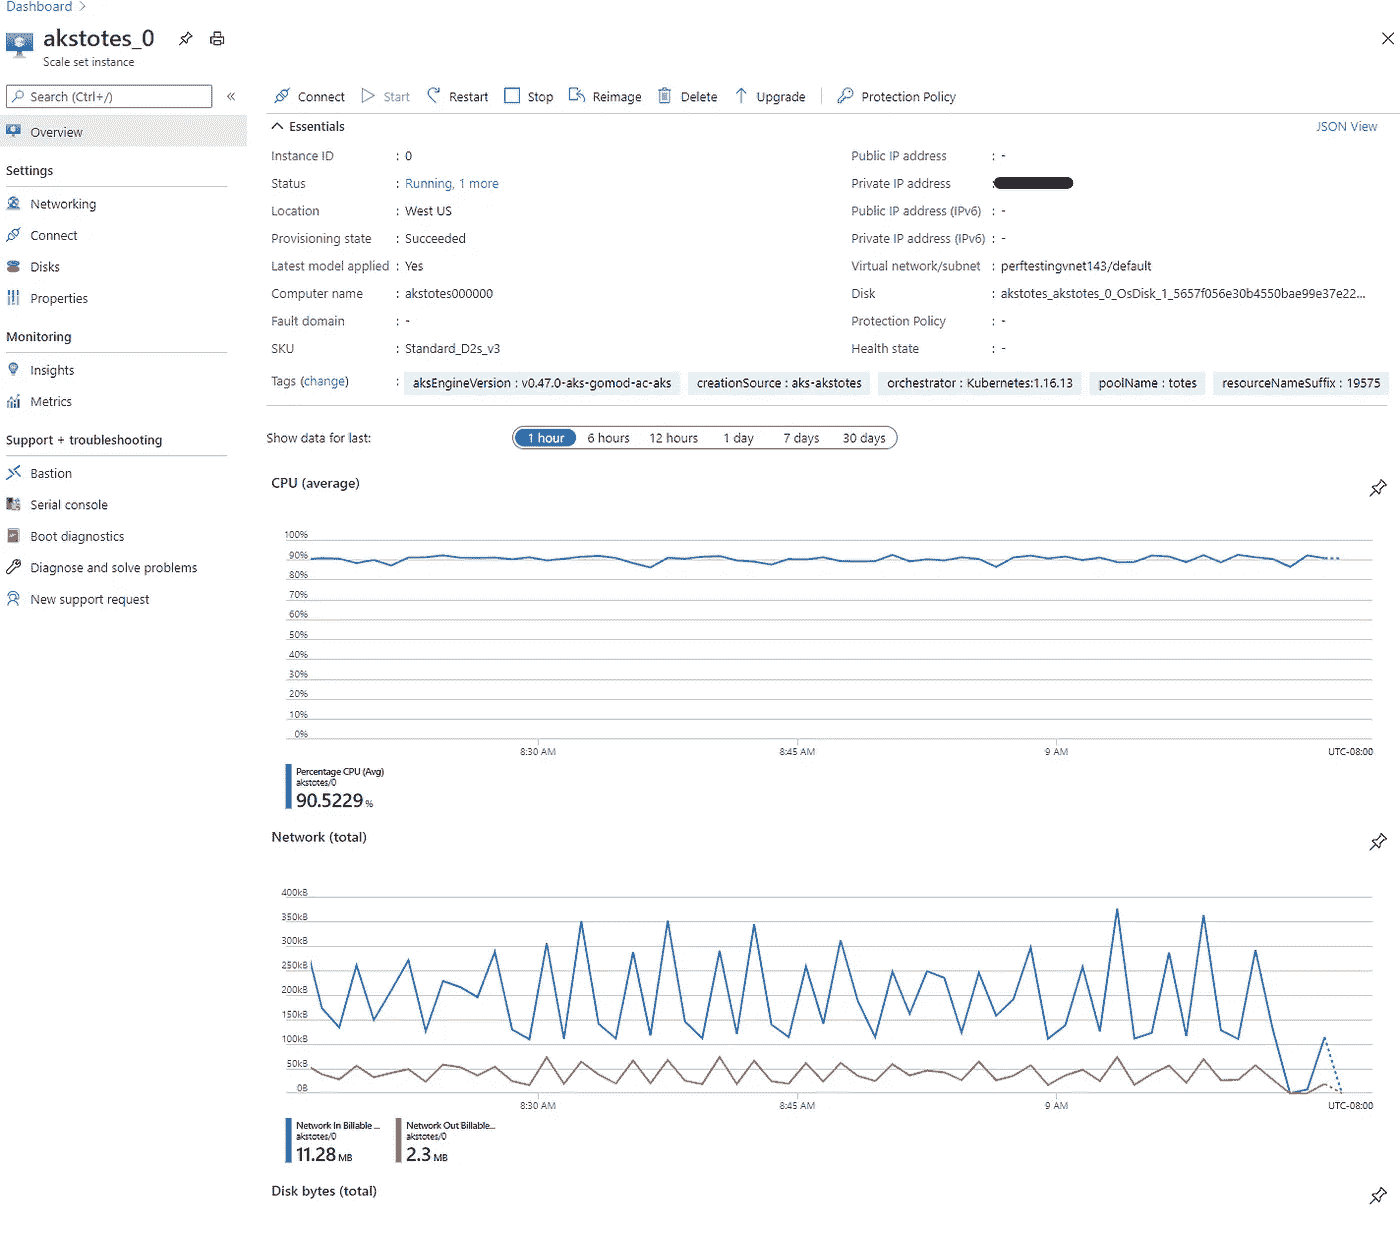 Dashboard >
akstotes_0
Scale set instance
Search (Ctrl+/)
«
Overview
Settings
Networking
Connect
Disks
Properties
Monitoring
Insights
Metrics
Support + troubleshooting
Bastion
Serial console
Boot diagnostics
Diagnose and solve problems
New support request
Connect Start Restart Stop Reimage Delete Upgrade Protection Policy
Essentials JSON View
Instance ID : 0
Status : Running, 1 more
Location : West US
Provisioning state : Succeeded
Latest model applied : Yes
Computer name : akstotes000000
Fault domain : -
SKU : Standard_D2s_v3
Public IP address : -
Private IP address :
Public IP address (IPv6) : -
Private IP address (IPv6) : -
Virtual network/subnet : perftestingvnet143/default
Disk : akstotes_akstotes_0_OsDisk_1_5657f056e30b4550bae99e37e22...
Protection Policy : -
Health state : -
Tags (change) : aksEngineVersion : v0.47.0-aks-gomod-ac-aks creationSource : aks-akstotes orchestrator : Kubernetes:1.16.13 poolName : totes resourceNameSuffix : 19575
Show data for last: 1 hour 6 hours 12 hours 1 day 7 days 30 days
CPU (average)
100%
90%
80%
70%
60%
50%
40%
30%
20%
10%
0%
8:30 AM 8:45 AM 9 AM UTC-08:00
Percentage CPU (Avg)
akstotes/0
90.5229 %
Network (total)
400kB
350kB
300kB
250kB
200kB
150kB
100kB
50kB
0B
8:30 AM 8:45 AM 9 AM UTC-08:00
Network In Billable ...
akstotes/0
11.28 MB
Network Out Billable...
akstotes/0
2.3 MB
Disk bytes (total)